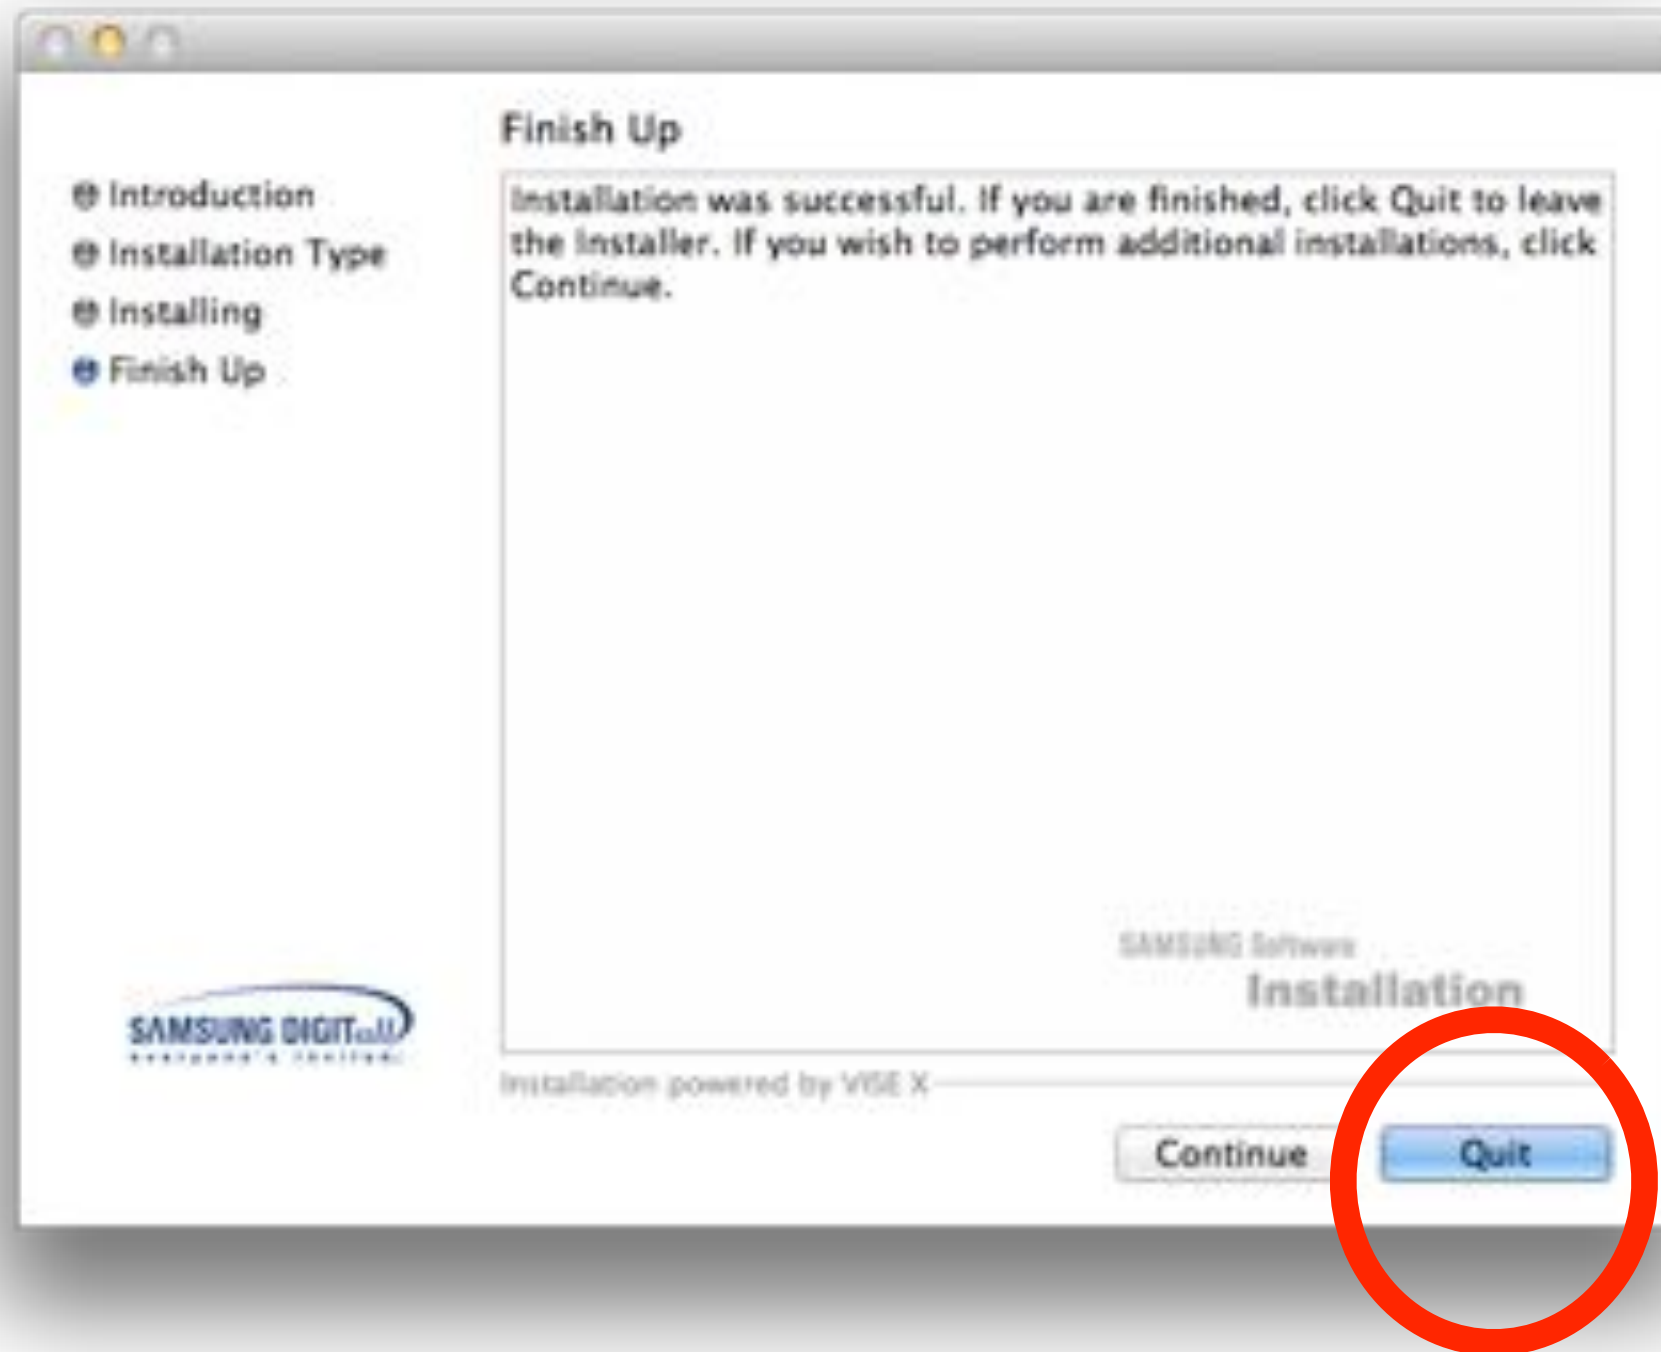 Finish Up
Introduction
Installation Type
Installing
Finish Up
Installation was successful. If you are finished, click Quit to leave
the Installer. If you wish to perform additional installations, click
Continue.
SAMSUNG Software
Installation
SAMSUNG DIGITall
everyone's invited.
Installation powered by VISE X
Continue
Quit